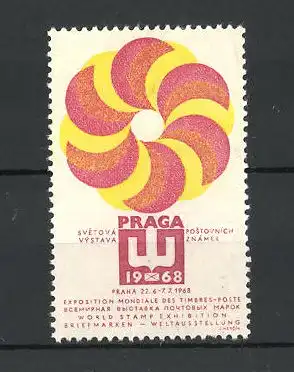 PRAGA
SVĚTOVÁ POŠTOVNÍCH
VÝSTAVA ZNÁMEK
1968
PRAHA 22.6-7.7.1968
EXPOSITION MONDIALE DES TIMBRES-POSTE
ВСЕМИРНАЯ ВЫСТАВКА ПОЧТОВЫХ МАРОК
WORLD STAMP EXHIBITION
BRIEFMARKEN — WELTAUSSTELLUNG